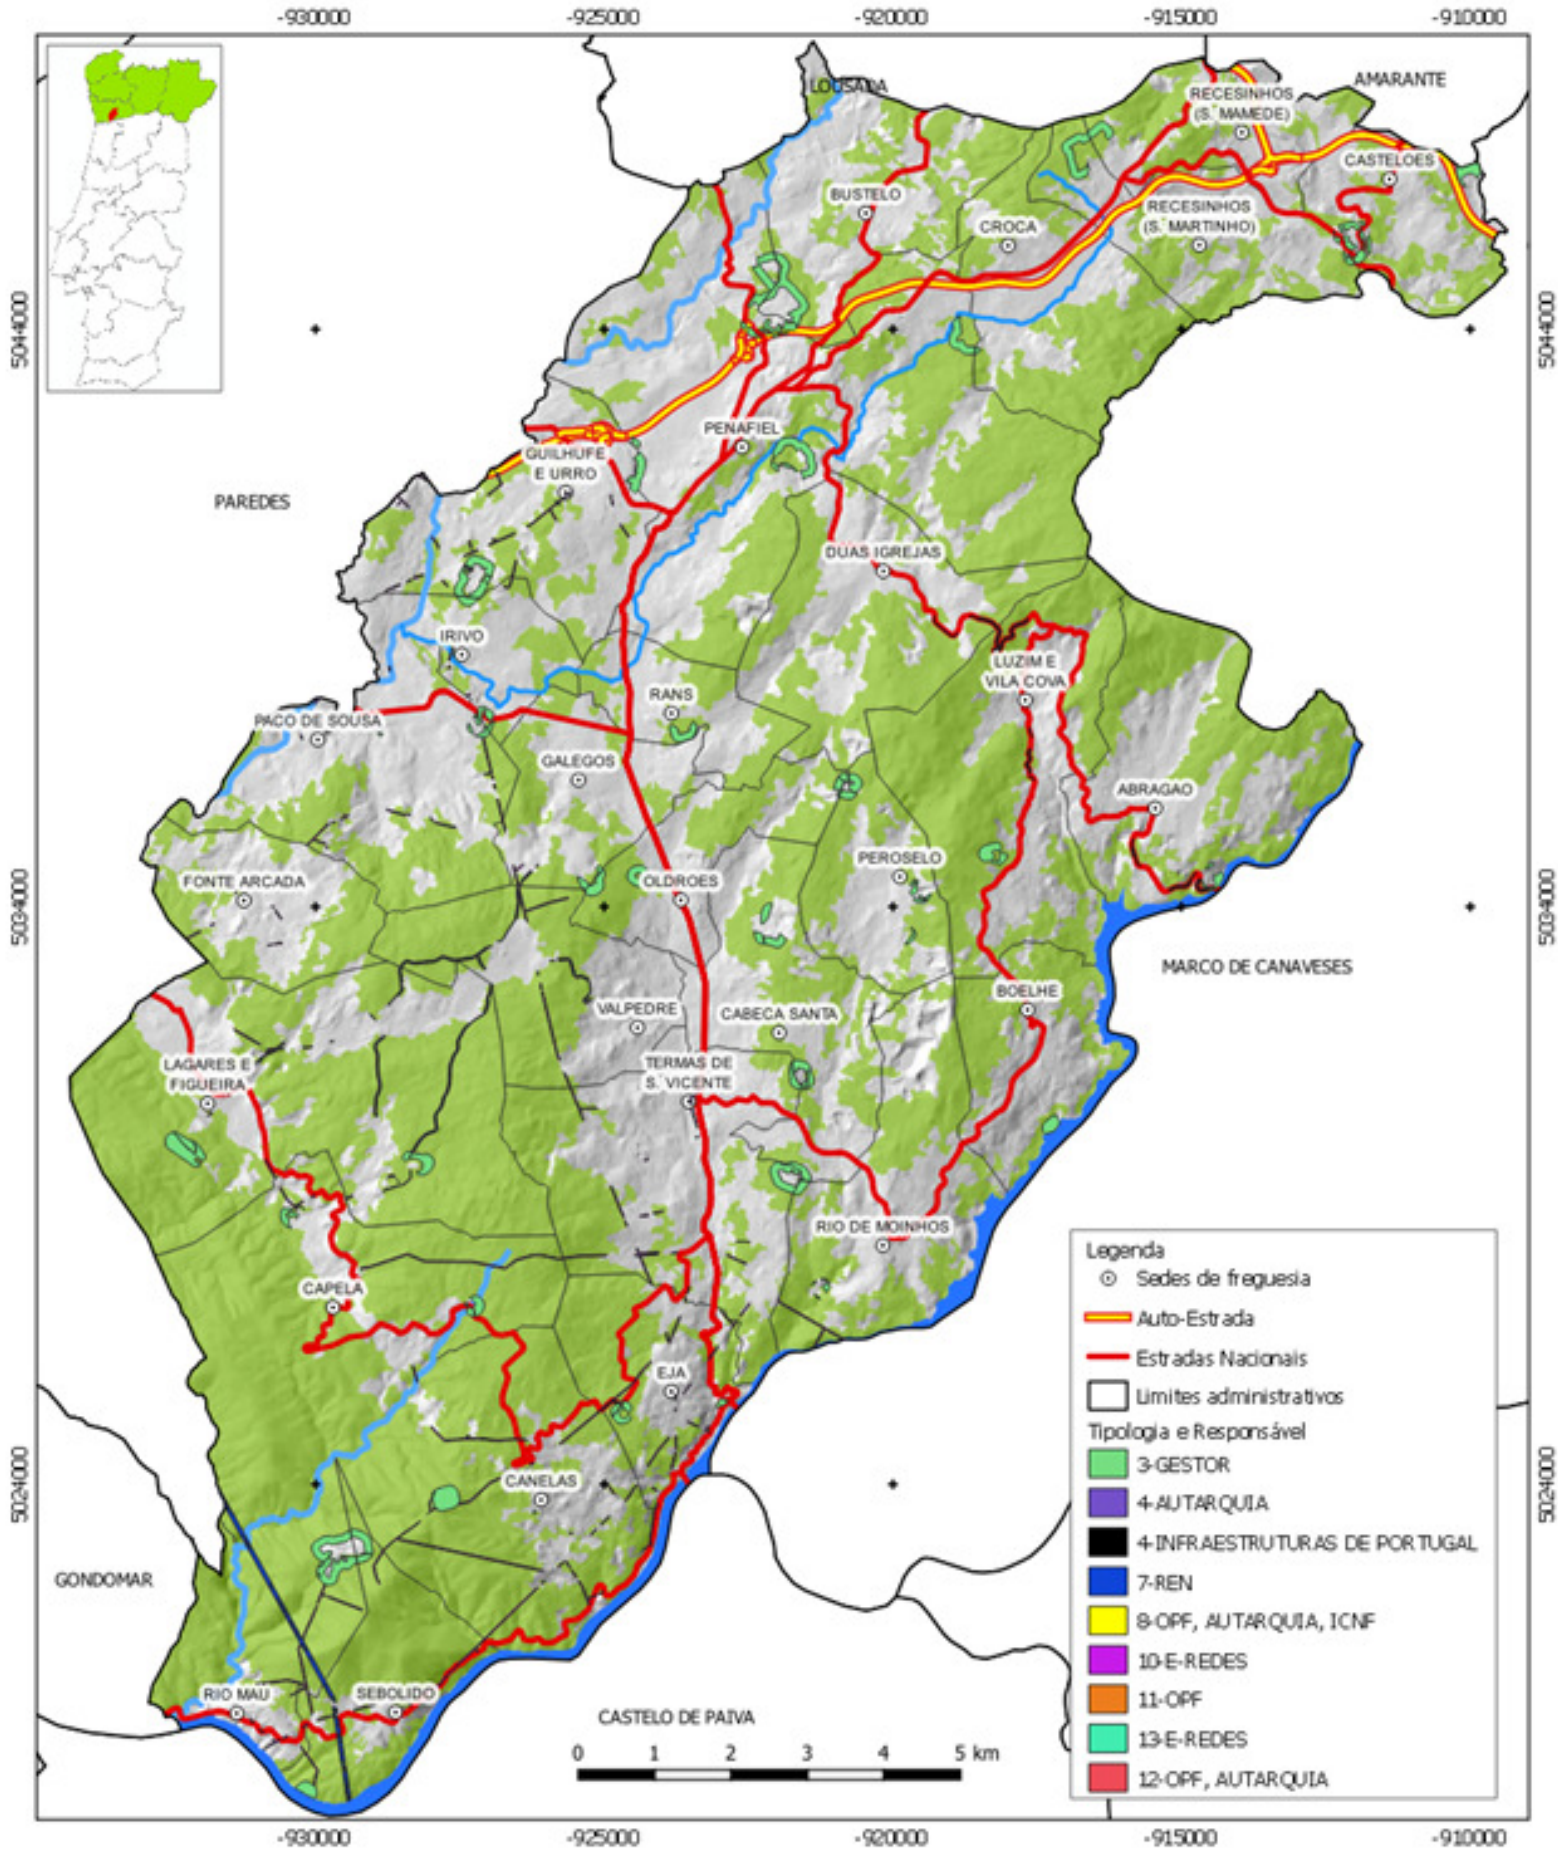 -930000
-925000
-920000
-915000
-910000
LOUSADA
AMARANTE
RECESINHOS
(S. MAMEDE)
CASTELOES
BUSTELO
RECESINHOS
(S. MARTINHO)
CROCA
5044000
5044000
PENAFIEL
GUILHUFE
E URRO
PAREDES
DUAS IGREJAS
IRIVO
LUZIM E
VILA COVA
RANS
PACO DE SOUSA
GALEGOS
ABRAGAO
PEROSELO
FONTE ARCADA
OLDROES
5034000
5034000
MARCO DE CANAVESES
BOELHE
VALPEDRE
CABECA SANTA
LAGARES E
FIGUEIRA
TERMAS DE
S. VICENTE
RIO DE MOINHOS
CAPELA
EJA
CANELAS
5024000
5024000
GONDOMAR
RIO MAU
SEBOLIDO
CASTELO DE PAIVA
0 1 2 3 4 5 km
Legenda
Sedes de freguesia
Auto-Estrada
Estradas Nacionais
Limites administrativos
Tipologia e Responsável
3-GESTOR
4-AUTARQUIA
4-INFRAESTRUTURAS DE PORTUGAL
7-REN
8-OPF, AUTARQUIA, ICNF
10-E-REDES
11-OPF
13-E-REDES
12-OPF, AUTARQUIA
-930000
-925000
-920000
-915000
-910000